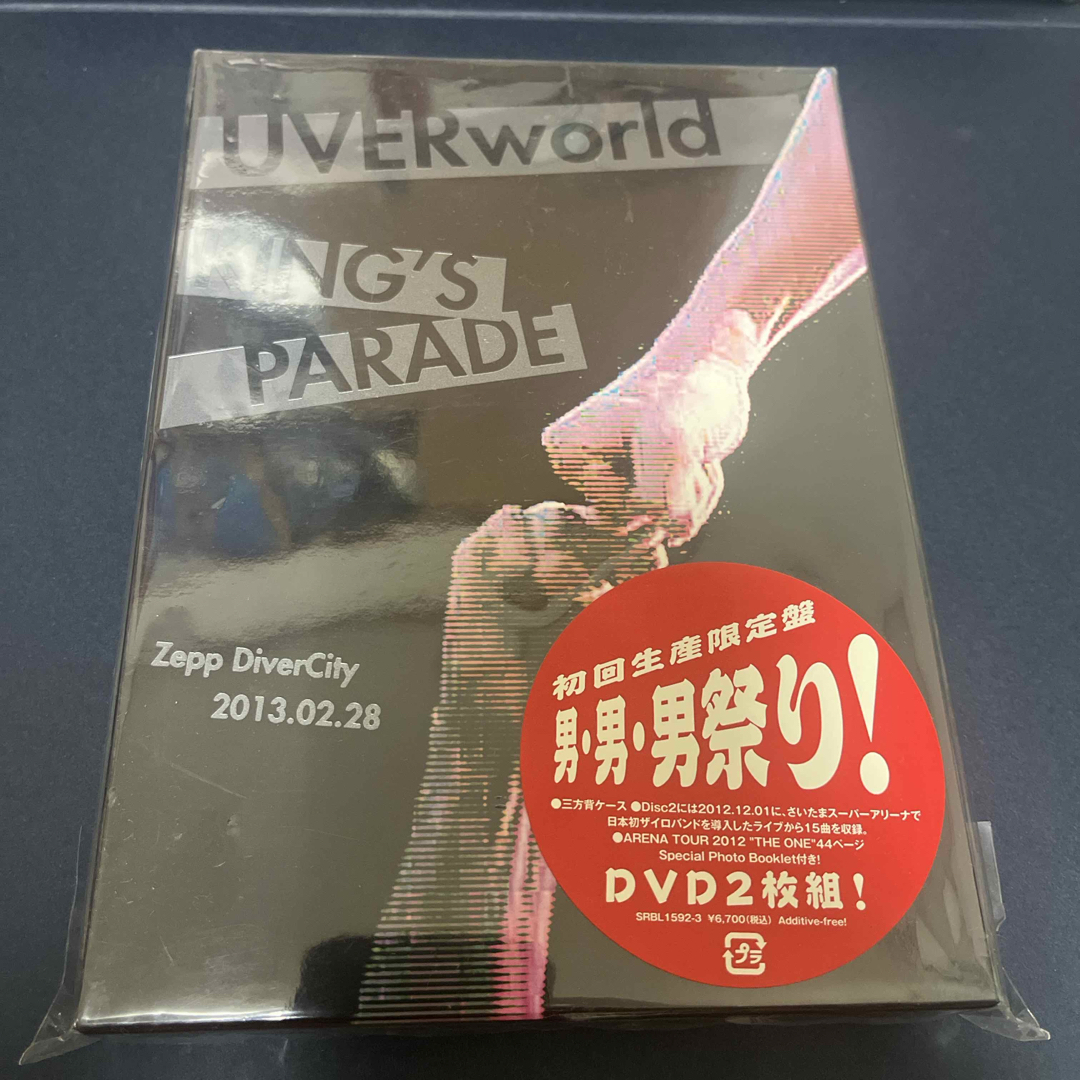 UVERworld
KING'S
PARADE
Zepp DiverCity
2013.02.28
初回生産限定盤
男・男・男祭り!
●三方背ケース ●Disc2には2012.12.01に、さいたまスーパーアリーナで
日本初ザイロバンドを導入したライブから15曲を収録。
●ARENA TOUR 2012 "THE ONE"44ページ
Special Photo Booklet付き!
DVD2枚組!
SRBL1592-3 ¥6,700(税込) Additive-free!
プラ